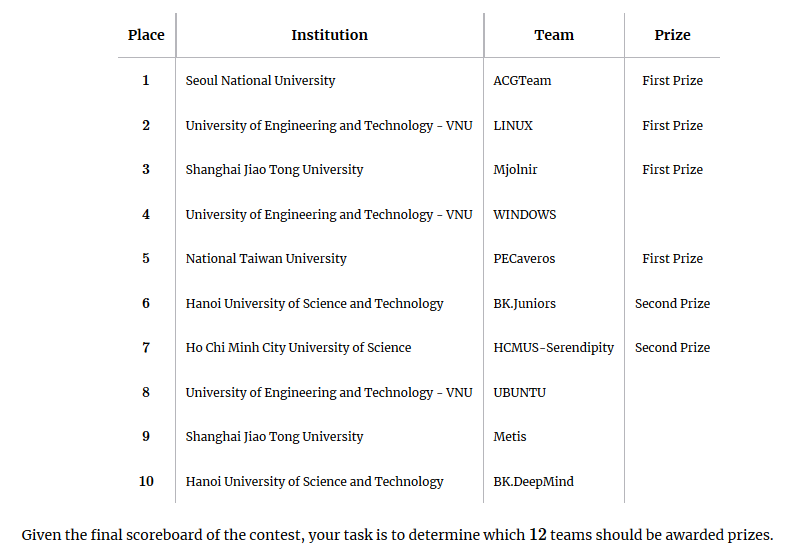 Place Institution Team Prize
1 Seoul National University ACGTeam First Prize
2 University of Engineering and Technology - VNU LINUX First Prize
3 Shanghai Jiao Tong University Mjolnir First Prize
4 University of Engineering and Technology - VNU WINDOWS
5 National Taiwan University PECaveros First Prize
6 Hanoi University of Science and Technology BK.Juniors Second Prize
7 Ho Chi Minh City University of Science HCMUS-Serendipity Second Prize
8 University of Engineering and Technology - VNU UBUNTU
9 Shanghai Jiao Tong University Metis
10 Hanoi University of Science and Technology BK.DeepMind
Given the final scoreboard of the contest, your task is to determine which 12 teams should be awarded prizes.